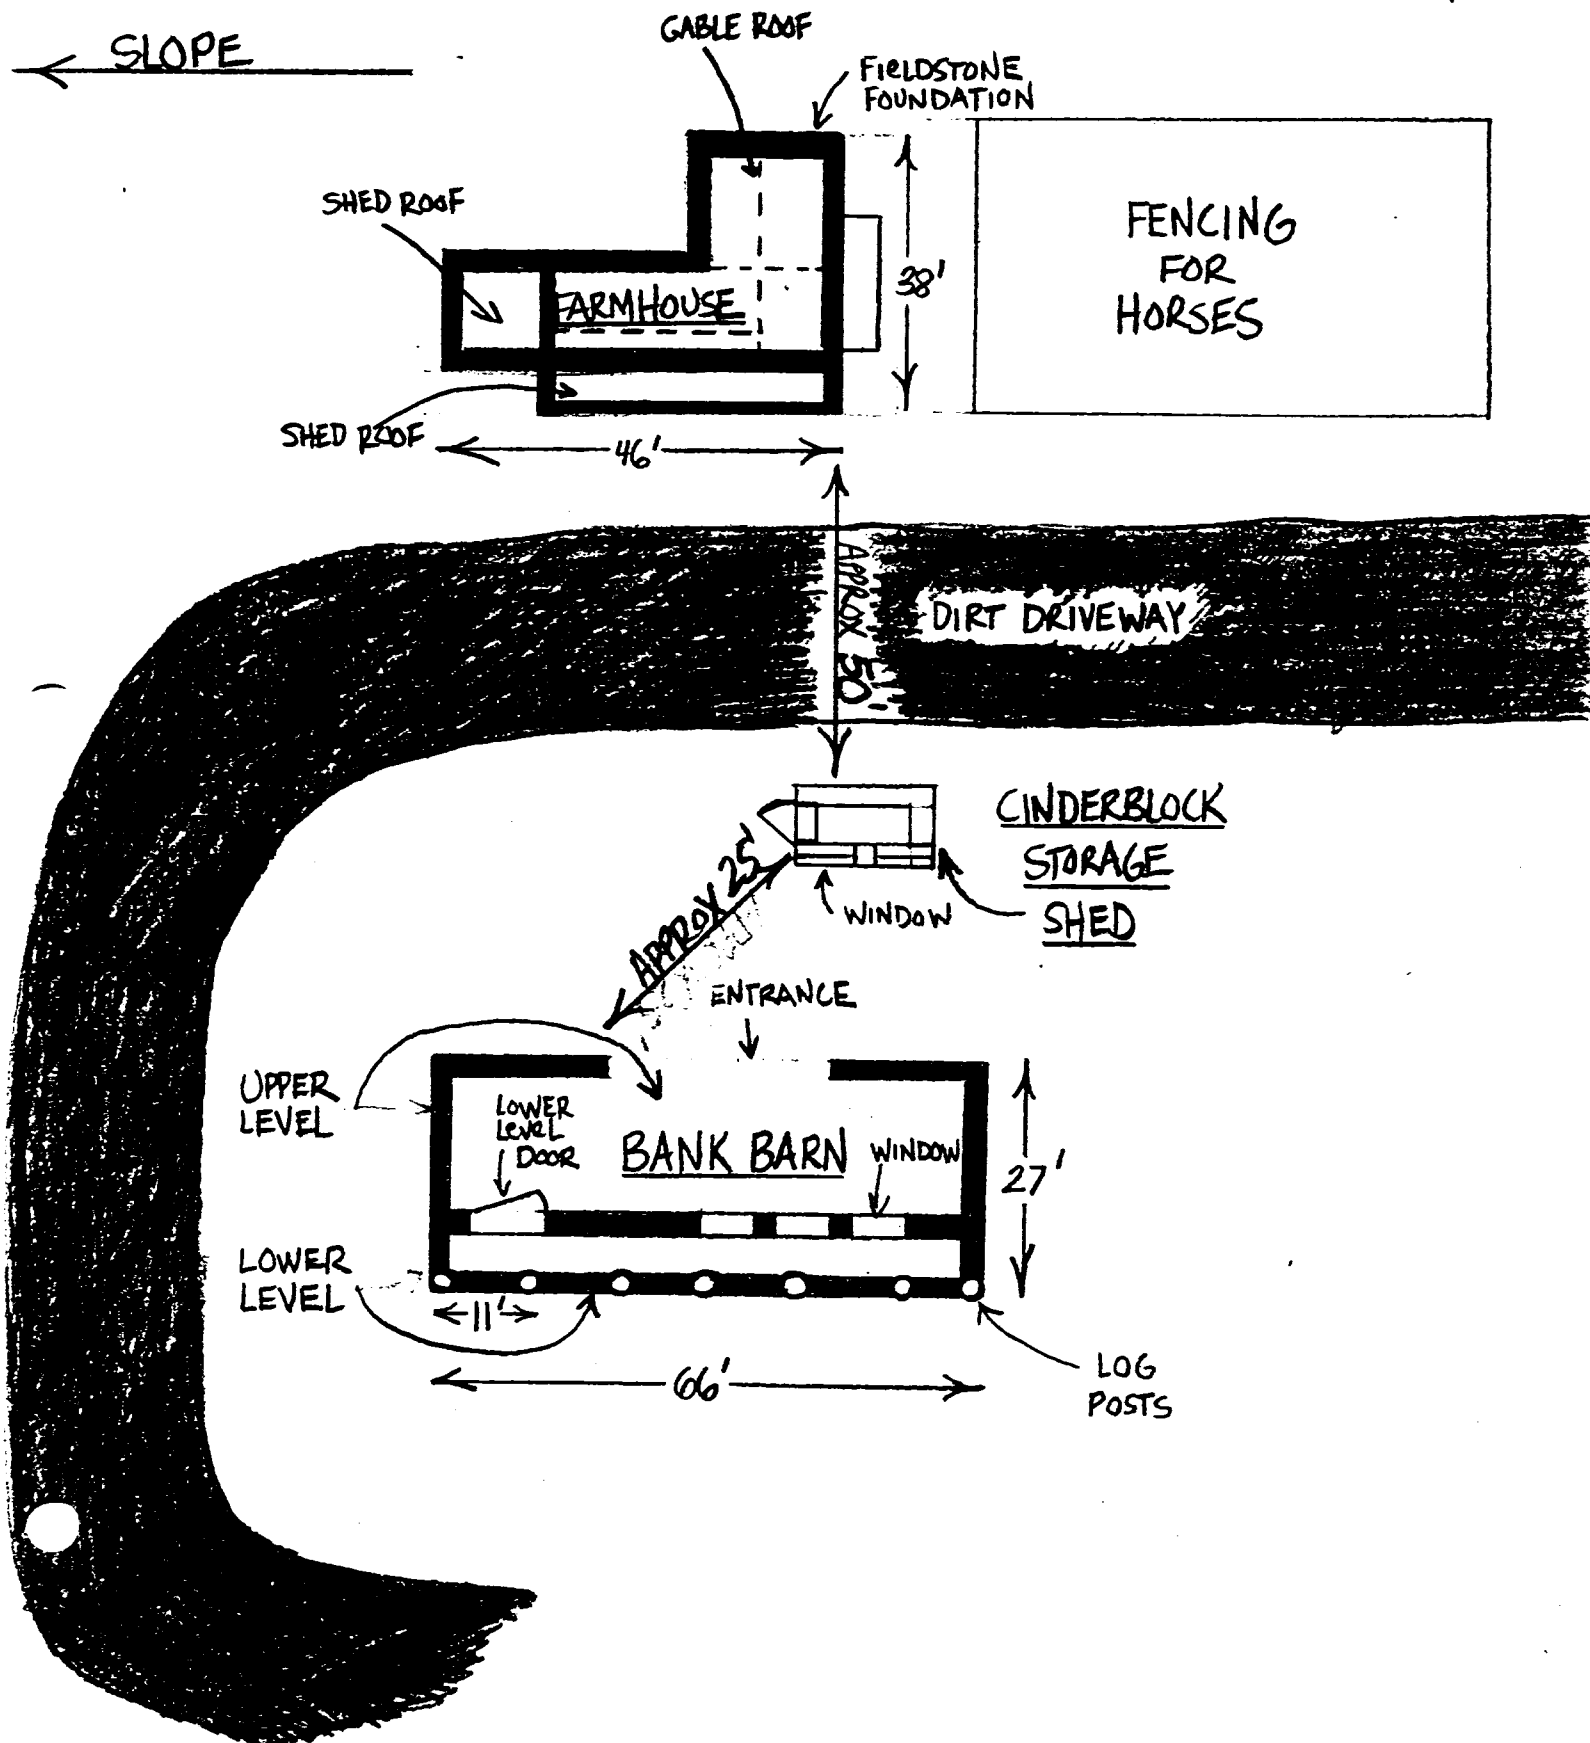 SLOPE
GABLE ROOF
FIELDSTONE
FOUNDATION
SHED ROOF
FENCING
FOR
HORSES
38'
FARMHOUSE
SHED ROOF
46'
APPROX 50'
DIRT DRIVEWAY
CINDERBLOCK
STORAGE
SHED
APPROX 25'
WINDOW
ENTRANCE
UPPER
LEVEL
LOWER
LEVEL
DOOR
BANK BARN
WINDOW
27'
LOWER
LEVEL
11'
66'
LOG
POSTS